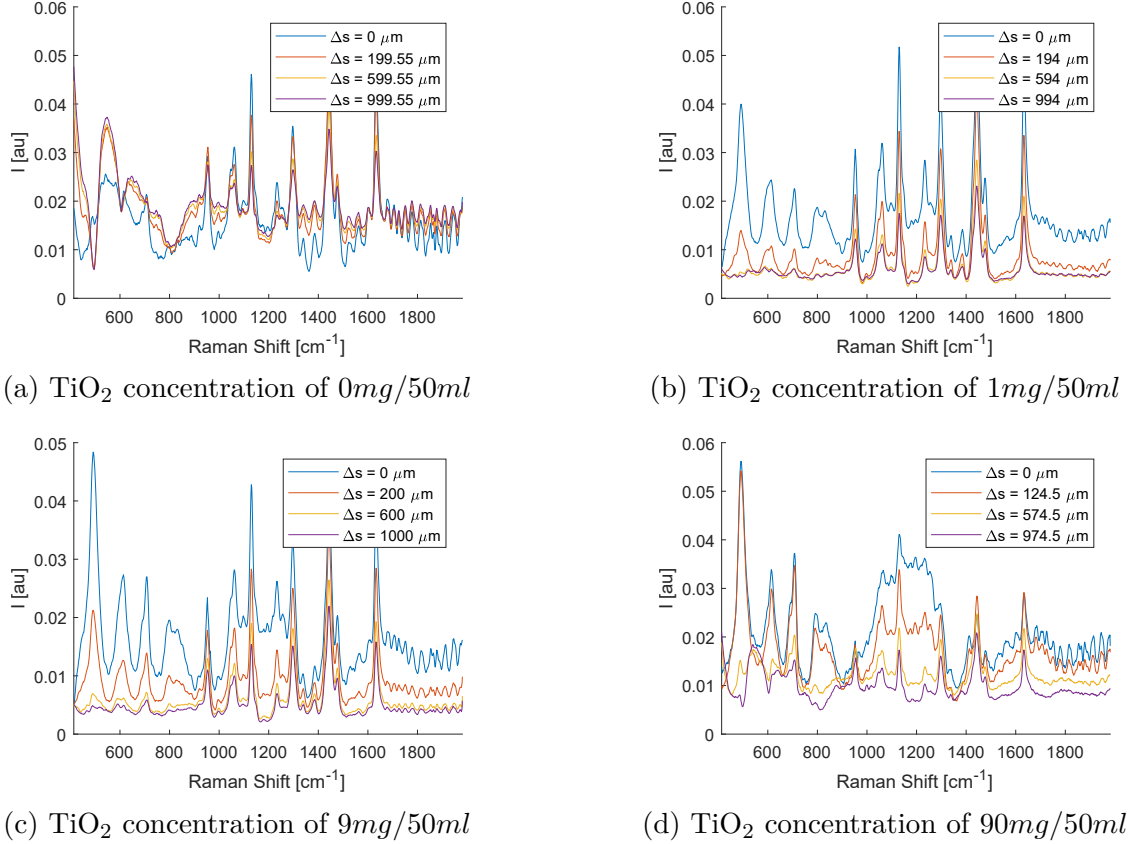 0.06
0.05
0.04
0.03
0.02
0.01
0
I [au]
Δs = 0 μm
Δs = 199.55 μm
Δs = 599.55 μm
Δs = 999.55 μm
600 800 1000 1200 1400 1600 1800
Raman Shift [cm⁻¹]
(a) TiO₂ concentration of 0mg/50ml
0.06
0.05
0.04
0.03
0.02
0.01
0
I [au]
Δs = 0 μm
Δs = 194 μm
Δs = 594 μm
Δs = 994 μm
600 800 1000 1200 1400 1600 1800
Raman Shift [cm⁻¹]
(b) TiO₂ concentration of 1mg/50ml
0.05
0.04
0.03
0.02
0.01
0
I [au]
Δs = 0 μm
Δs = 200 μm
Δs = 600 μm
Δs = 1000 μm
600 800 1000 1200 1400 1600 1800
Raman Shift [cm⁻¹]
(c) TiO₂ concentration of 9mg/50ml
0.06
0.05
0.04
0.03
0.02
0.01
0
I [au]
Δs = 0 μm
Δs = 124.5 μm
Δs = 574.5 μm
Δs = 974.5 μm
600 800 1000 1200 1400 1600 1800
Raman Shift [cm⁻¹]
(d) TiO₂ concentration of 90mg/50ml